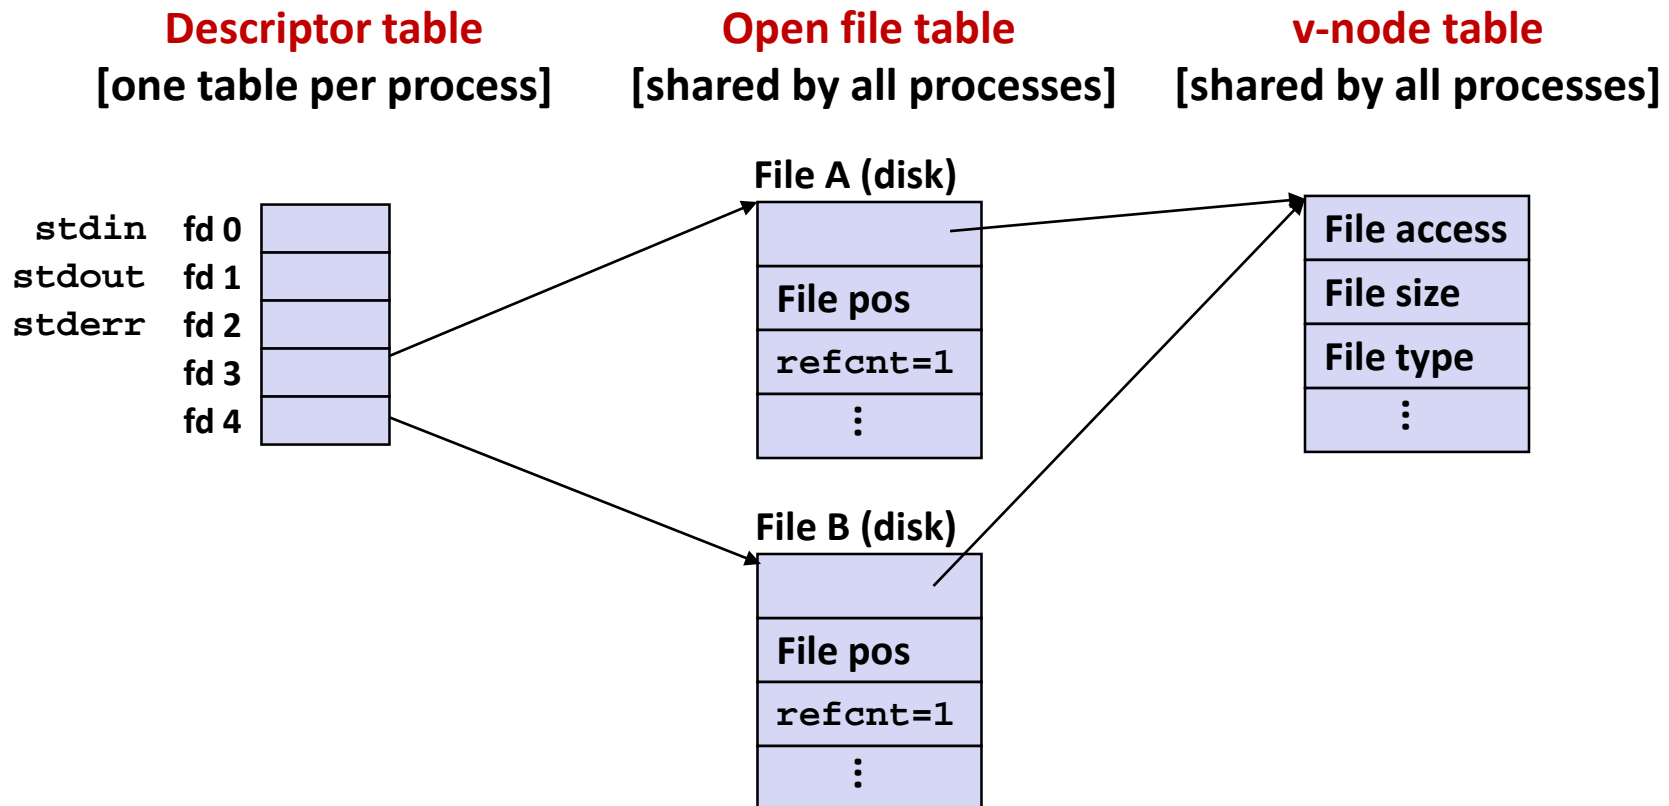 Descriptor table
[one table per process]
Open file table
[shared by all processes]
v-node table
[shared by all processes]
stdin fd 0
stdout fd 1
stderr fd 2
fd 3
fd 4
File A (disk)
File pos
refcnt=1
⋮
File B (disk)
File pos
refcnt=1
⋮
File access
File size
File type
⋮